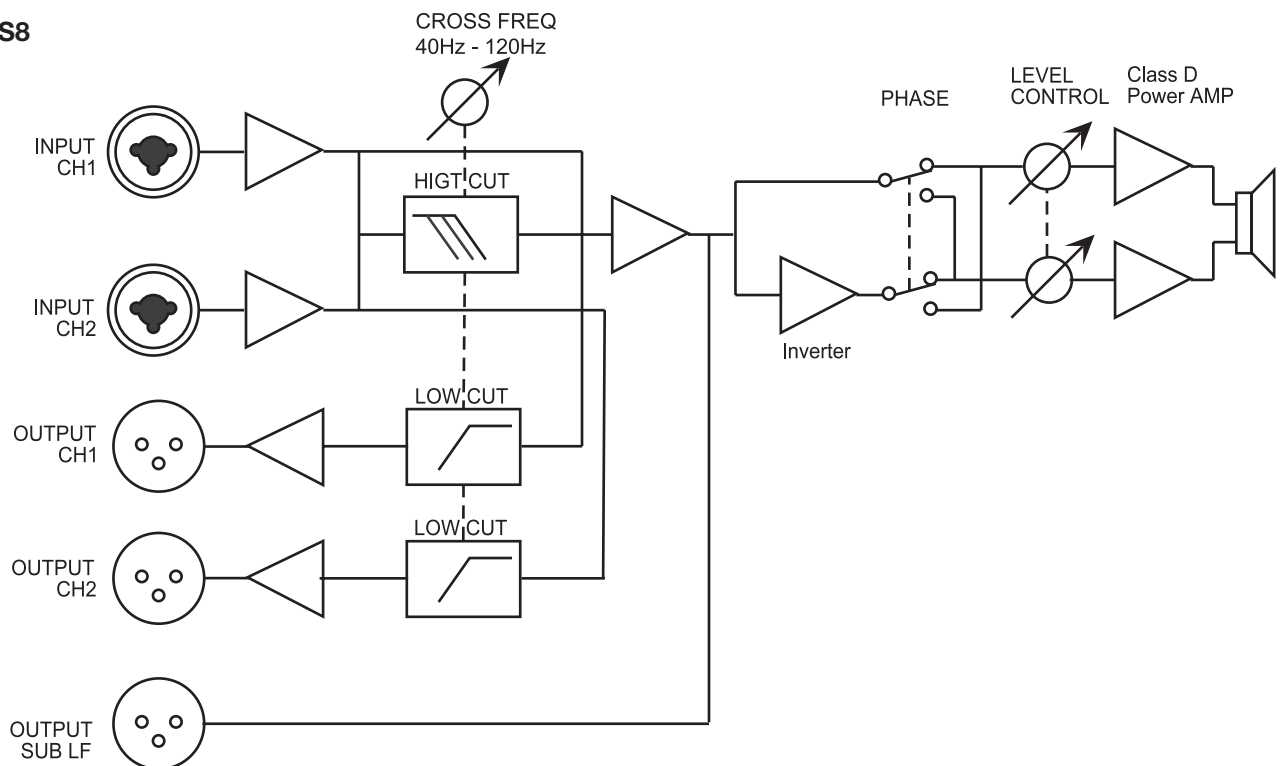 S8
CROSS FREQ
40Hz - 120Hz
INPUT
CH1
HIGT CUT
PHASE
LEVEL
CONTROL
Class D
Power AMP
INPUT
CH2
Inverter
LOW CUT
OUTPUT
CH1
LOW CUT
OUTPUT
CH2
OUTPUT
SUB LF